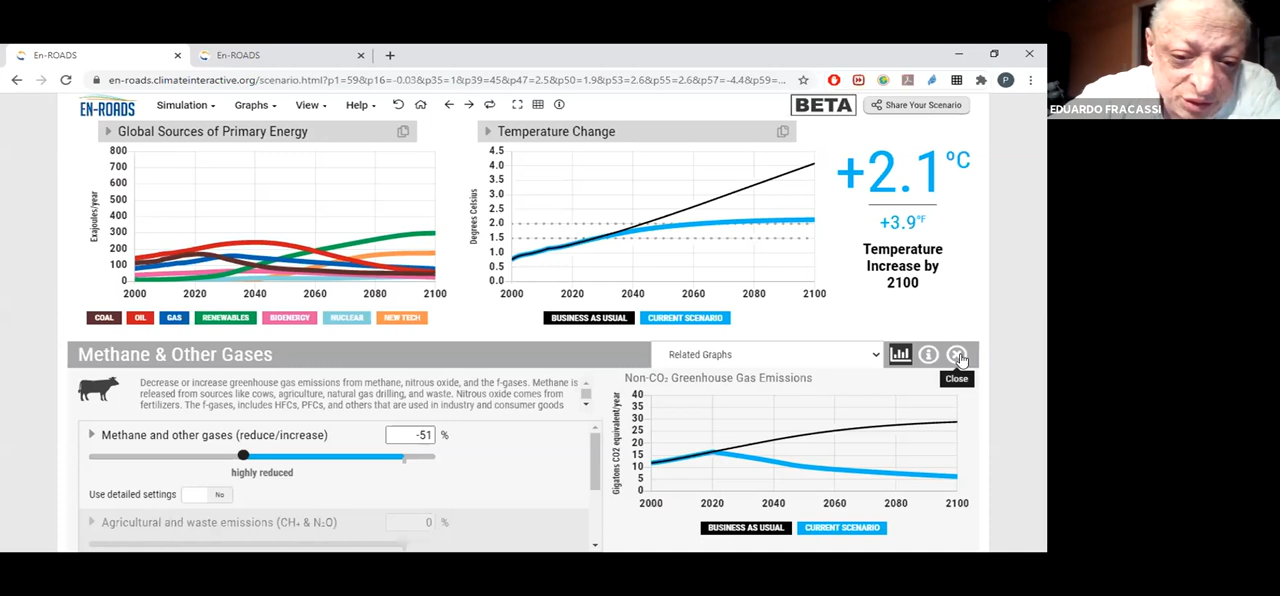 En-ROADS
En-ROADS
en-roads.climateinteractive.org/scenario.html?p1=59&p16=-0.03&p35=1&p39=45&p47=2.5&p50=1.9&p53=2.6&p55=2.6&p57=-4.4&p59=...
P
EN-ROADS
Simulation
Graphs
View
Help
BETA
Share Your Scenario
EDUARDO FRACASSI
Global Sources of Primary Energy
Temperature Change
Exajoules/year
800
700
600
500
400
300
200
100
0
2000 2020 2040 2060 2080 2100
COAL OIL GAS RENEWABLES BIOENERGY NUCLEAR NEW TECH
Degrees Celsius
4.5
4.0
3.5
3.0
2.5
2.0
1.5
1.0
0.5
0.0
2000 2020 2040 2060 2080 2100
BUSINESS AS USUAL CURRENT SCENARIO
+2.1 °C
+3.9 °F
Temperature
Increase by
2100
Methane & Other Gases
Related Graphs
Close
Decrease or increase greenhouse gas emissions from methane, nitrous oxide, and the f-gases. Methane is
released from sources like cows, agriculture, natural gas drilling, and waste. Nitrous oxide comes from
fertilizers. The f-gases, includes HFCs, PFCs, and others that are used in industry and consumer goods
Methane and other gases (reduce/increase) -51 %
highly reduced
Use detailed settings No
Agricultural and waste emissions (CH₄ & N₂O) 0 %
Non-CO₂ Greenhouse Gas Emissions
Gigatons CO2 equivalent/year
40
35
30
25
20
15
10
5
0
2000 2020 2040 2060 2080 2100
BUSINESS AS USUAL CURRENT SCENARIO